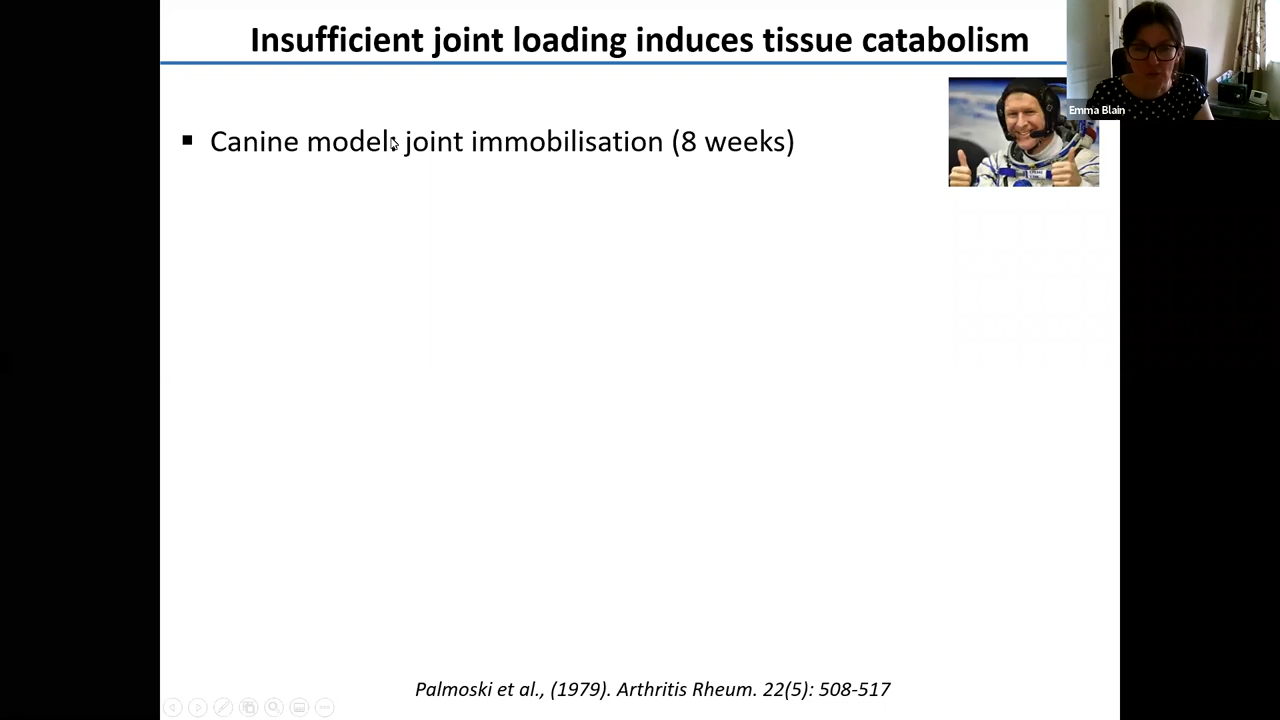 Insufficient joint loading induces tissue catabolism
Emma Blain
▪ Canine model: joint immobilisation (8 weeks)
Palmoski et al., (1979). Arthritis Rheum. 22(5): 508-517